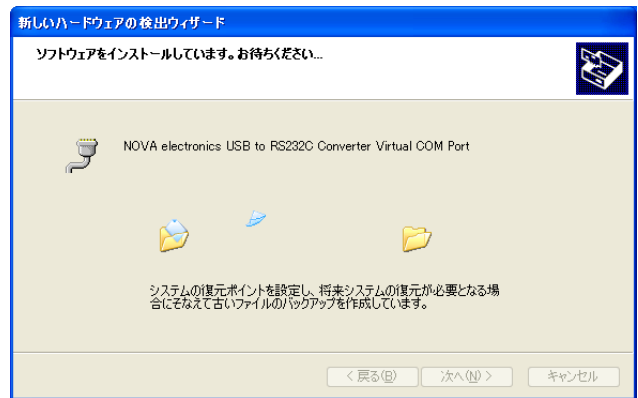 新しいハードウェアの検出ウィザード
ソフトウェアをインストールしています。お待ちください...
NOVA electronics USB to RS232C Converter Virtual COM Port
システムの復元ポイントを設定し、将来システムの復元が必要となる場
合にそなえて古いファイルのバックアップを作成しています。
< 戻る(B) 次へ(N) > キャンセル